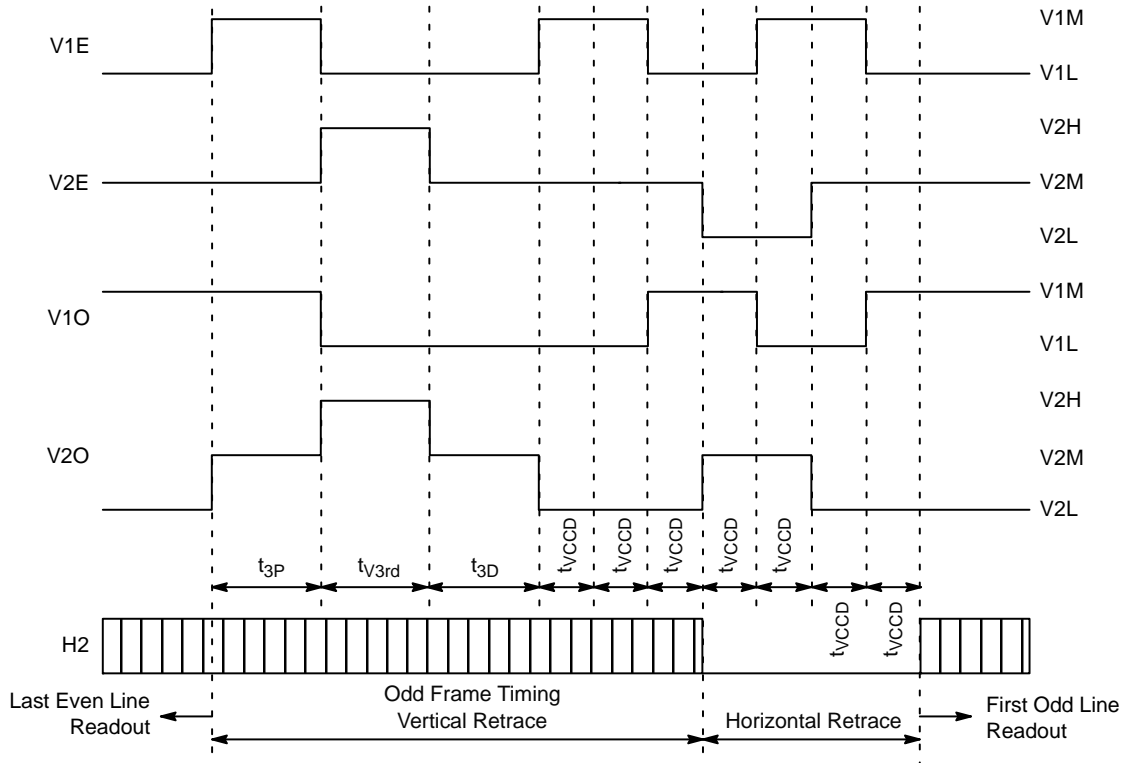 V1E
V1M
V1L
V2H
V2E
V2M
V2L
V1M
V1O
V1L
V2H
V2O
V2M
V2L
t3P
tV3rd
t3D
tVCCD
tVCCD
tVCCD
tVCCD
tVCCD
tVCCD
tVCCD
H2
Last Even Line
Readout
Odd Frame Timing
Vertical Retrace
Horizontal Retrace
First Odd Line
Readout